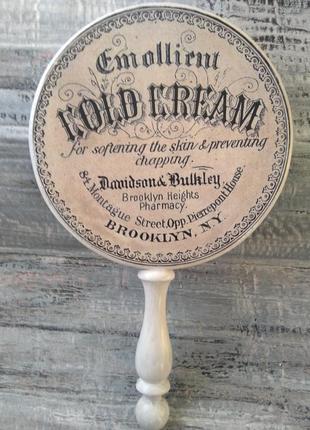 Emollient
COLD CREAM
for softening the skin & preventing
chapping.
Davidson & Bulkley
Brooklyn Heights
Pharmacy.
84 Montague Street, Opp. Pierrepont House.
BROOKLYN, N.Y.